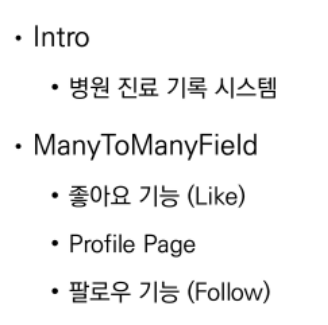 • Intro
• 병원 진료 기록 시스템
• ManyToManyField
• 좋아요 기능 (Like)
• Profile Page
• 팔로우 기능 (Follow)